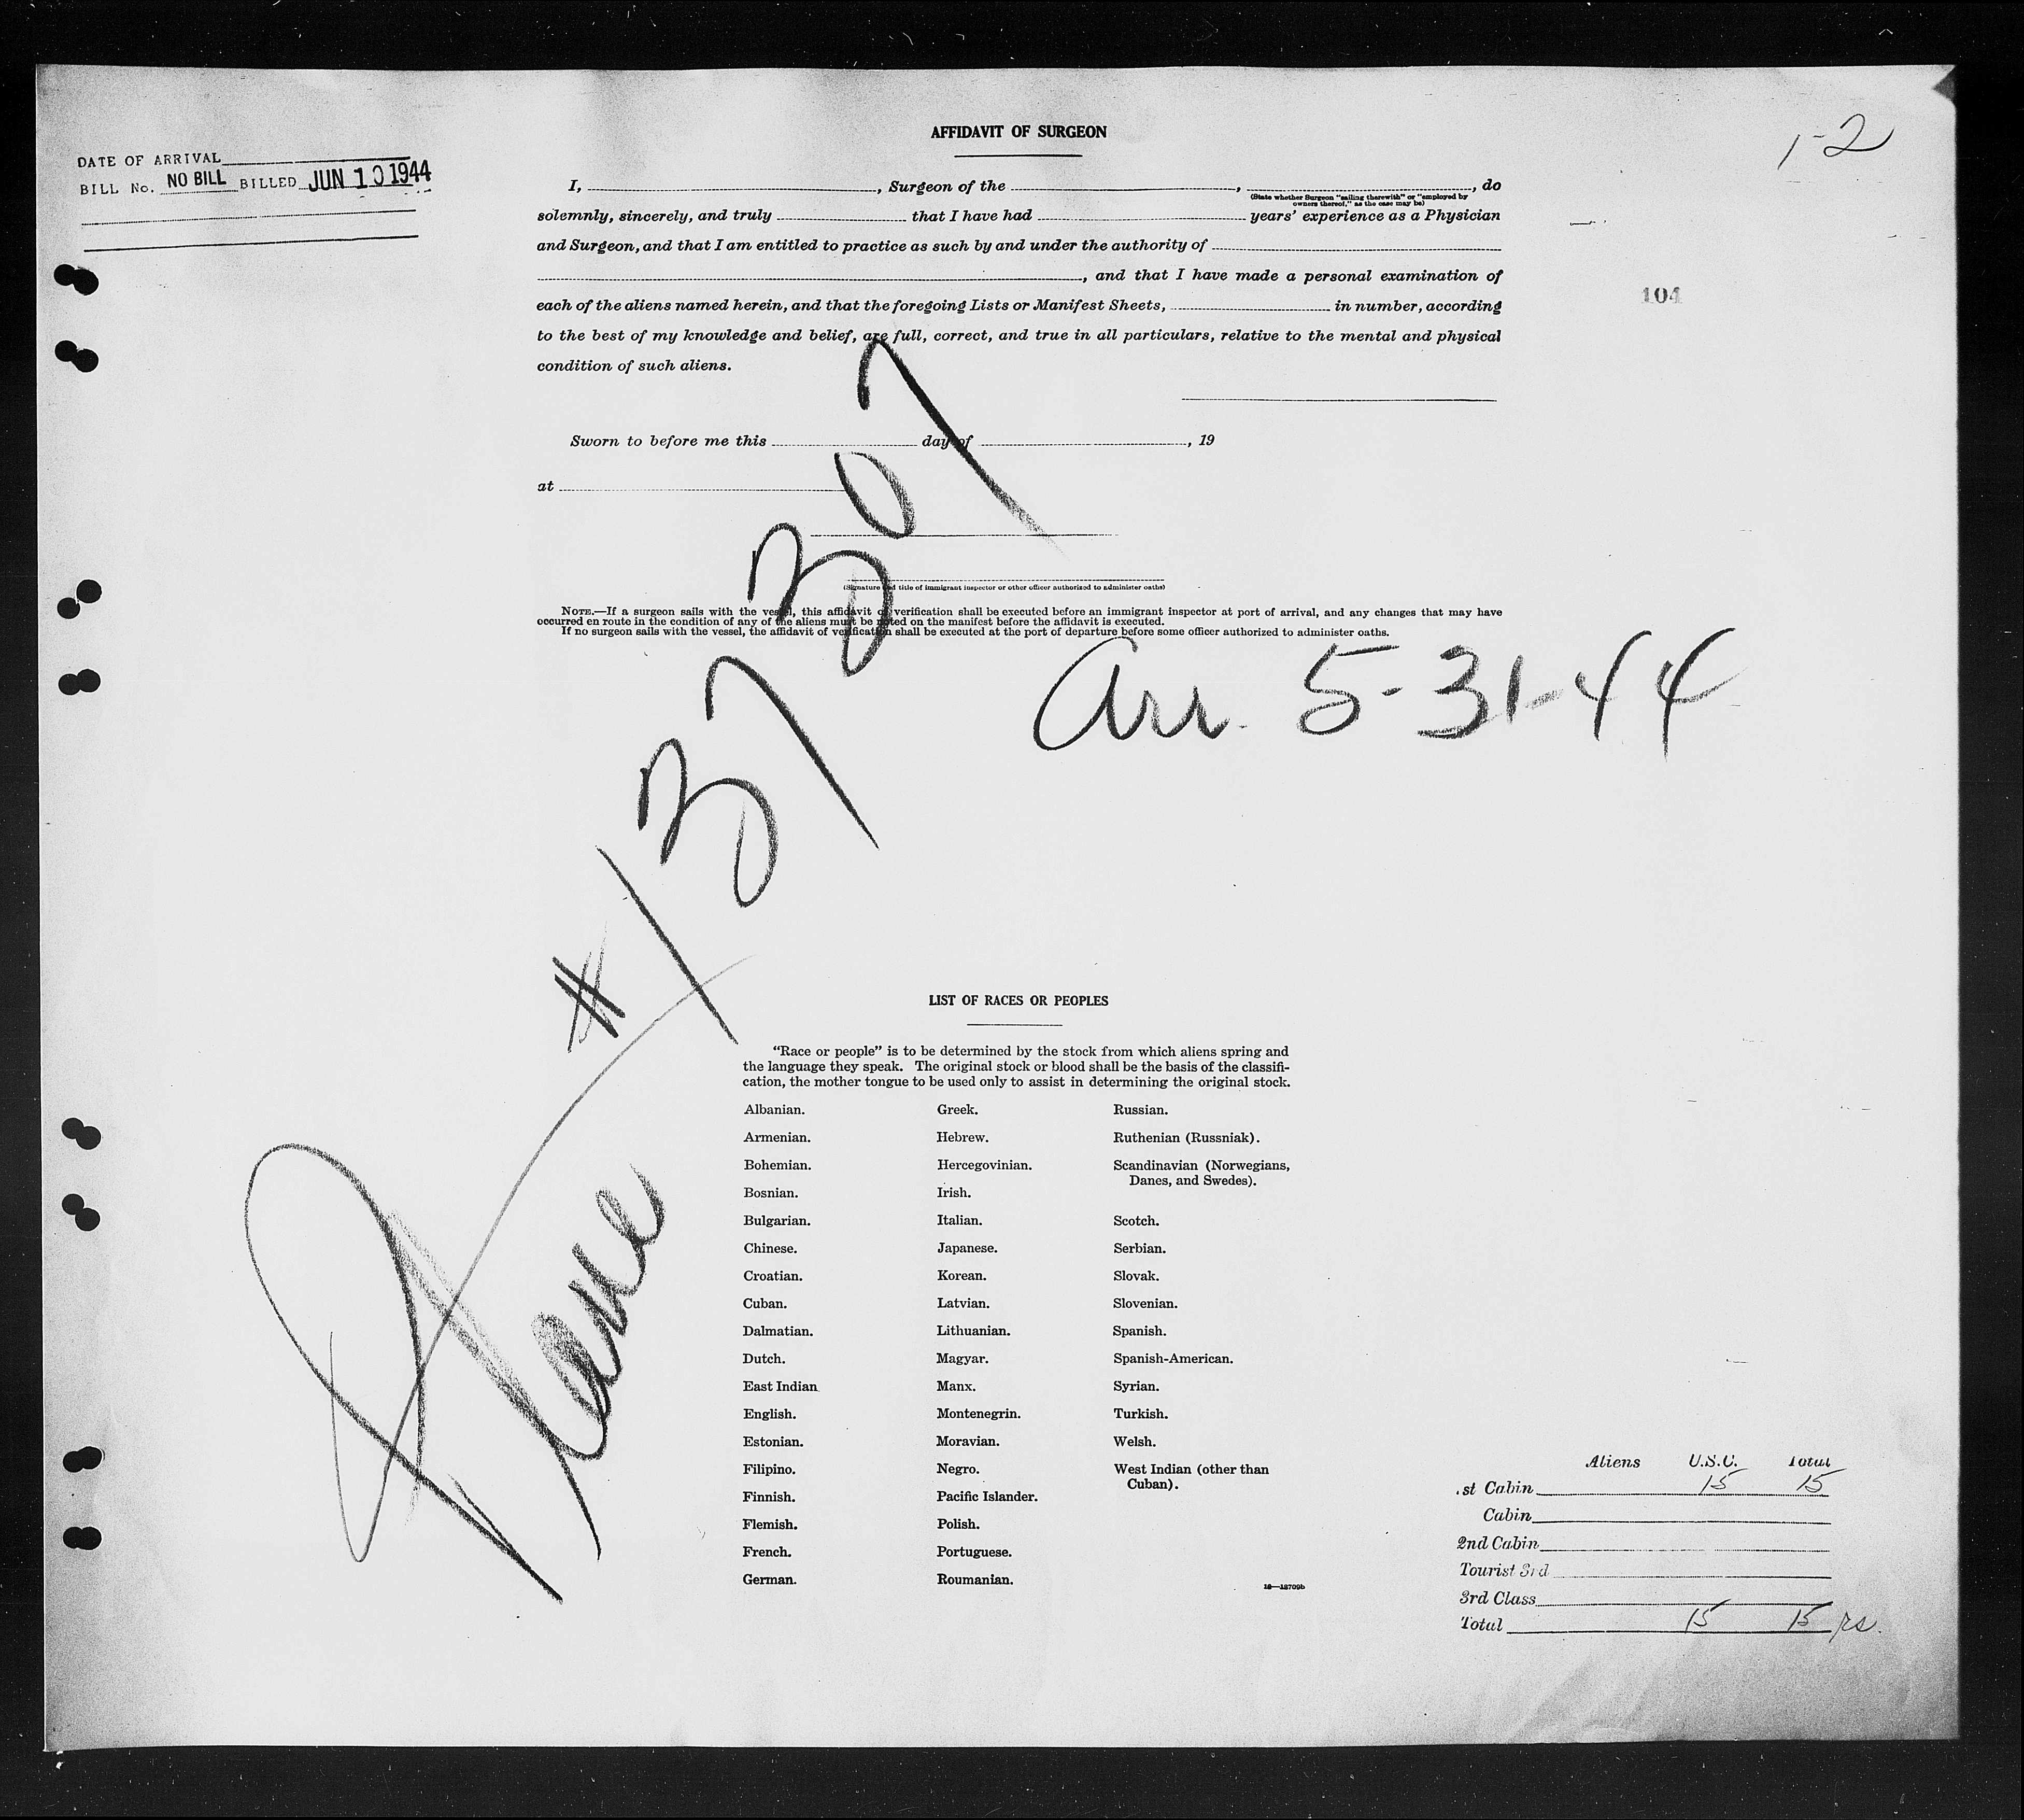 AFFIDAVIT OF SURGEON
1-2
DATE OF ARRIVAL
BILL No. NO BILL BILLED JUN 10 1944
I, , Surgeon of the , , do
(State whether Surgeon "sailing therewith" or "employed by
owners thereof," as the case may be)
solemnly, sincerely, and truly that I have had years' experience as a Physician
and Surgeon, and that I am entitled to practice as such by and under the authority of
, and that I have made a personal examination of
104
each of the aliens named herein, and that the foregoing Lists or Manifest Sheets, in number, according
to the best of my knowledge and belief, are full, correct, and true in all particulars, relative to the mental and physical
condition of such aliens.
Sworn to before me this day of , 19
at
(Signature and title of immigrant inspector or other officer authorized to administer oaths)
NOTE.—If a surgeon sails with the vessel, this affidavit or verification shall be executed before an immigrant inspector at port of arrival, and any changes that may have
occurred en route in the condition of any of the aliens must be noted on the manifest before the affidavit is executed.
If no surgeon sails with the vessel, the affidavit of verification shall be executed at the port of departure before some officer authorized to administer oaths.
Arr. 5-31-44
Plane #137307
LIST OF RACES OR PEOPLES
"Race or people" is to be determined by the stock from which aliens spring and
the language they speak. The original stock or blood shall be the basis of the classifi-
cation, the mother tongue to be used only to assist in determining the original stock.
Albanian.
Armenian.
Bohemian.
Bosnian.
Bulgarian.
Chinese.
Croatian.
Cuban.
Dalmatian.
Dutch.
East Indian
English.
Estonian.
Filipino.
Finnish.
Flemish.
French.
German.
Greek.
Hebrew.
Hercegovinian.
Irish.
Italian.
Japanese.
Korean.
Latvian.
Lithuanian.
Magyar.
Manx.
Montenegrin.
Moravian.
Negro.
Pacific Islander.
Polish.
Portuguese.
Roumanian.
Russian.
Ruthenian (Russniak).
Scandinavian (Norwegians,
Danes, and Swedes).
Scotch.
Serbian.
Slovak.
Slovenian.
Spanish.
Spanish-American.
Syrian.
Turkish.
Welsh.
West Indian (other than
Cuban).
16—13709b
Aliens U.S.C. Total
1st Cabin 15 15
Cabin
2nd Cabin
Tourist 3rd
3rd Class
Total 15 15